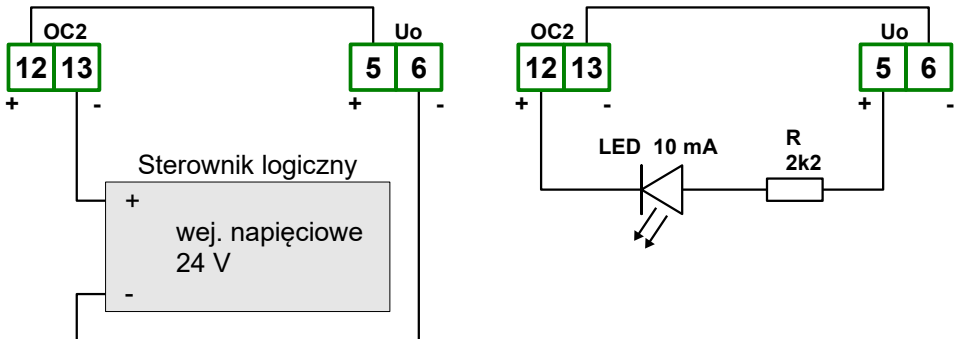 OC2 Uo
12 13 5 6
+ - + -
Sterownik logiczny
+
wej. napięciowe
24 V
-
OC2 Uo
12 13 5 6
+ - + -
LED 10 mA
R
2k2